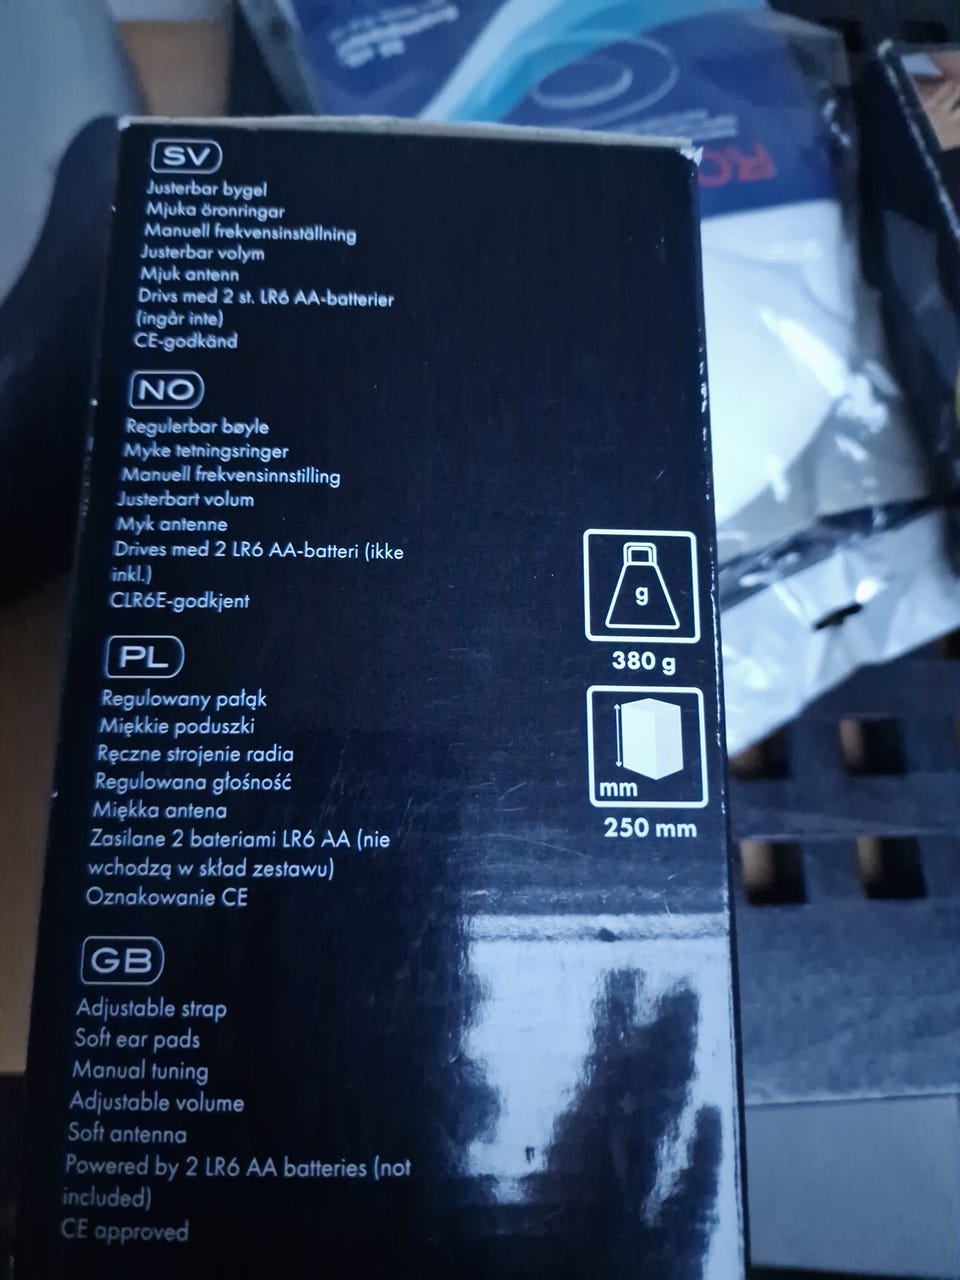 SV
Justerbar bygel
Mjuka öronringar
Manuell frekvensinställning
Justerbar volym
Mjuk antenn
Drivs med 2 st. LR6 AA-batterier
(ingår inte)
CE-godkänd
NO
Regulerbar bøyle
Myke tetningsringer
Manuell frekvensinnstilling
Justerbart volum
Myk antenne
Drives med 2 LR6 AA-batteri (ikke
inkl.)
CLR6E-godkjent
PL
Regulowany pałąk
Miękkie poduszki
Ręczne strojenie radia
Regulowana głośność
Miękka antena
Zasilane 2 bateriami LR6 AA (nie
wchodzą w skład zestawu)
Oznakowanie CE
GB
Adjustable strap
Soft ear pads
Manual tuning
Adjustable volume
Soft antenna
Powered by 2 LR6 AA batteries (not
included)
CE approved
g
380 g
mm
250 mm